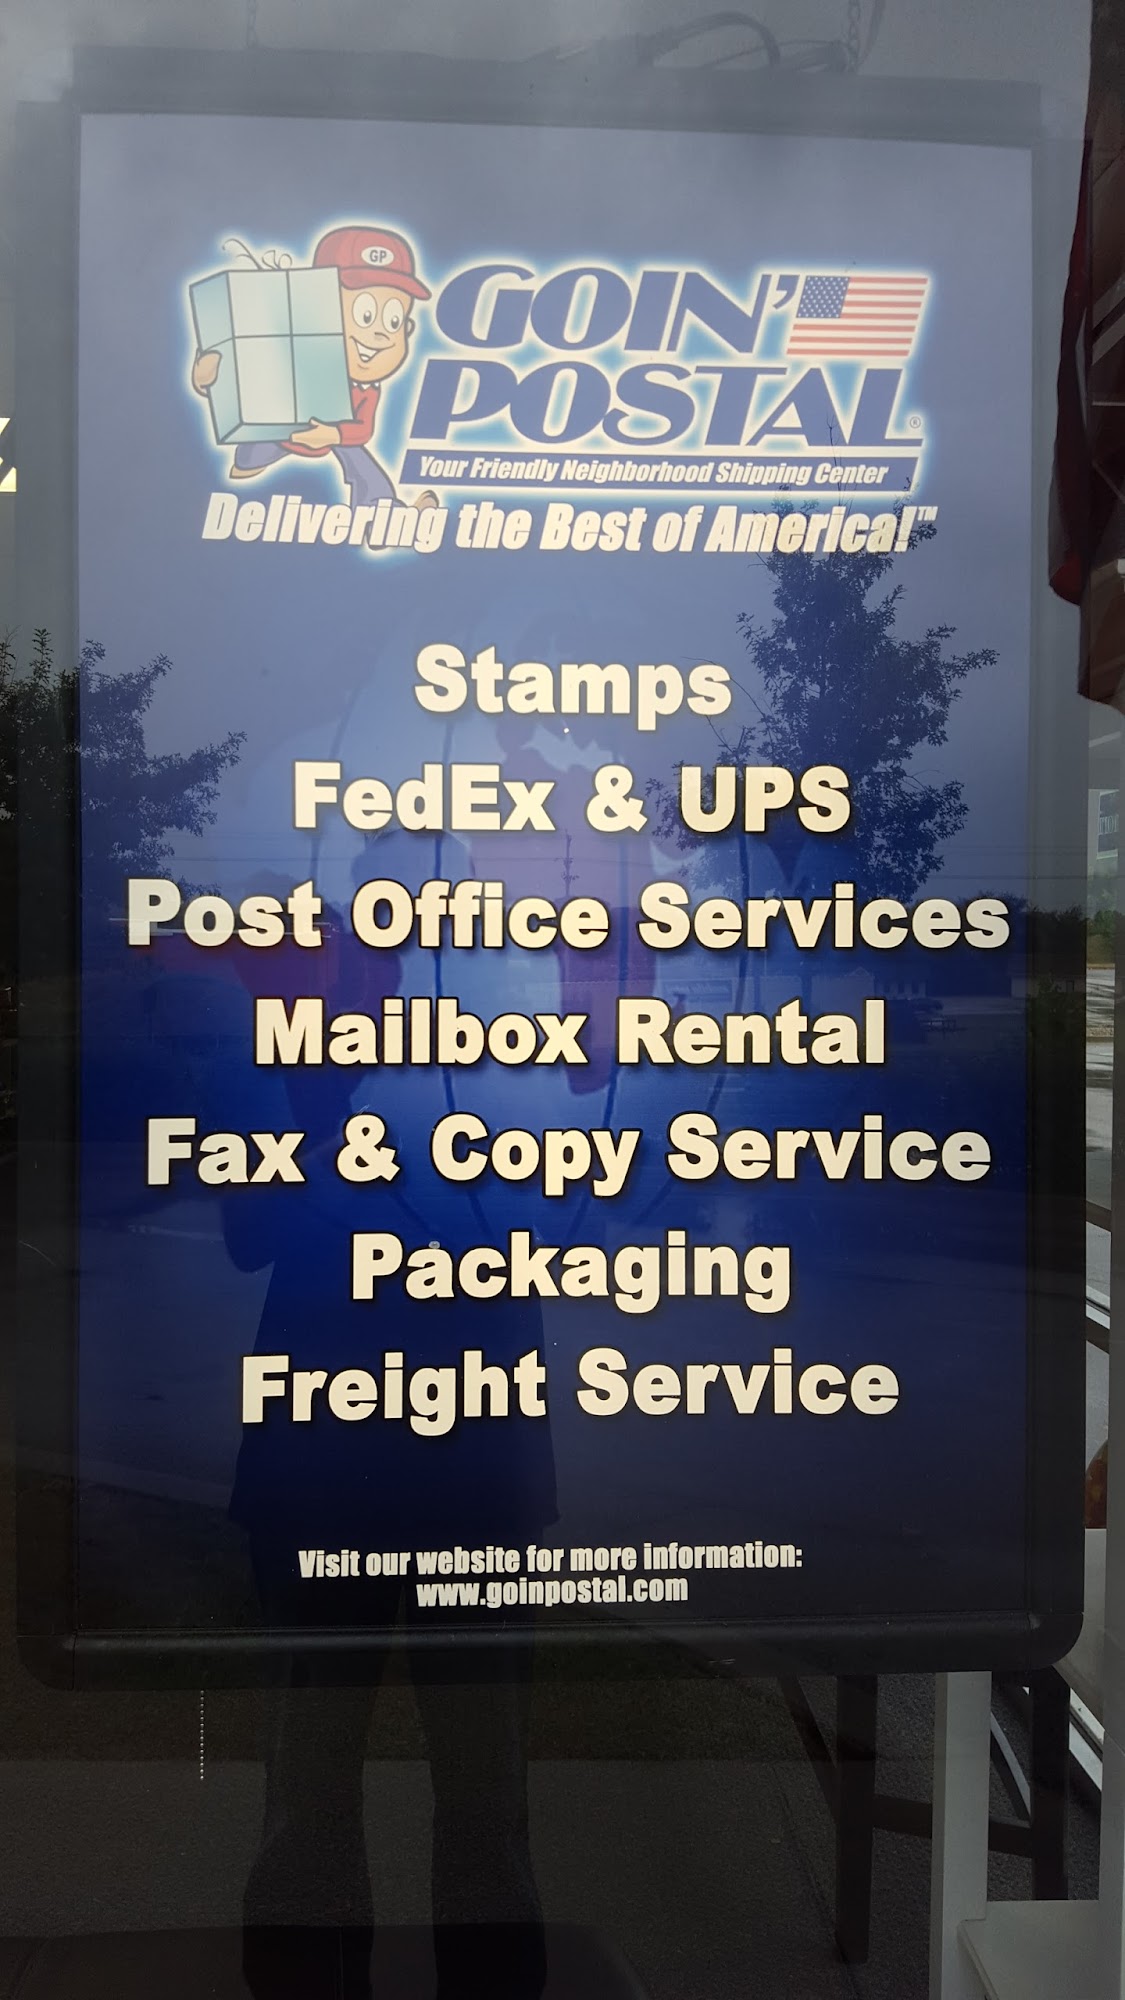 GP
GOIN'
POSTAL®
Your Friendly Neighborhood Shipping Center
Delivering the Best of America!™
Stamps
FedEx & UPS
Post Office Services
Mailbox Rental
Fax & Copy Service
Packaging
Freight Service
Visit our website for more information:
www.goinpostal.com